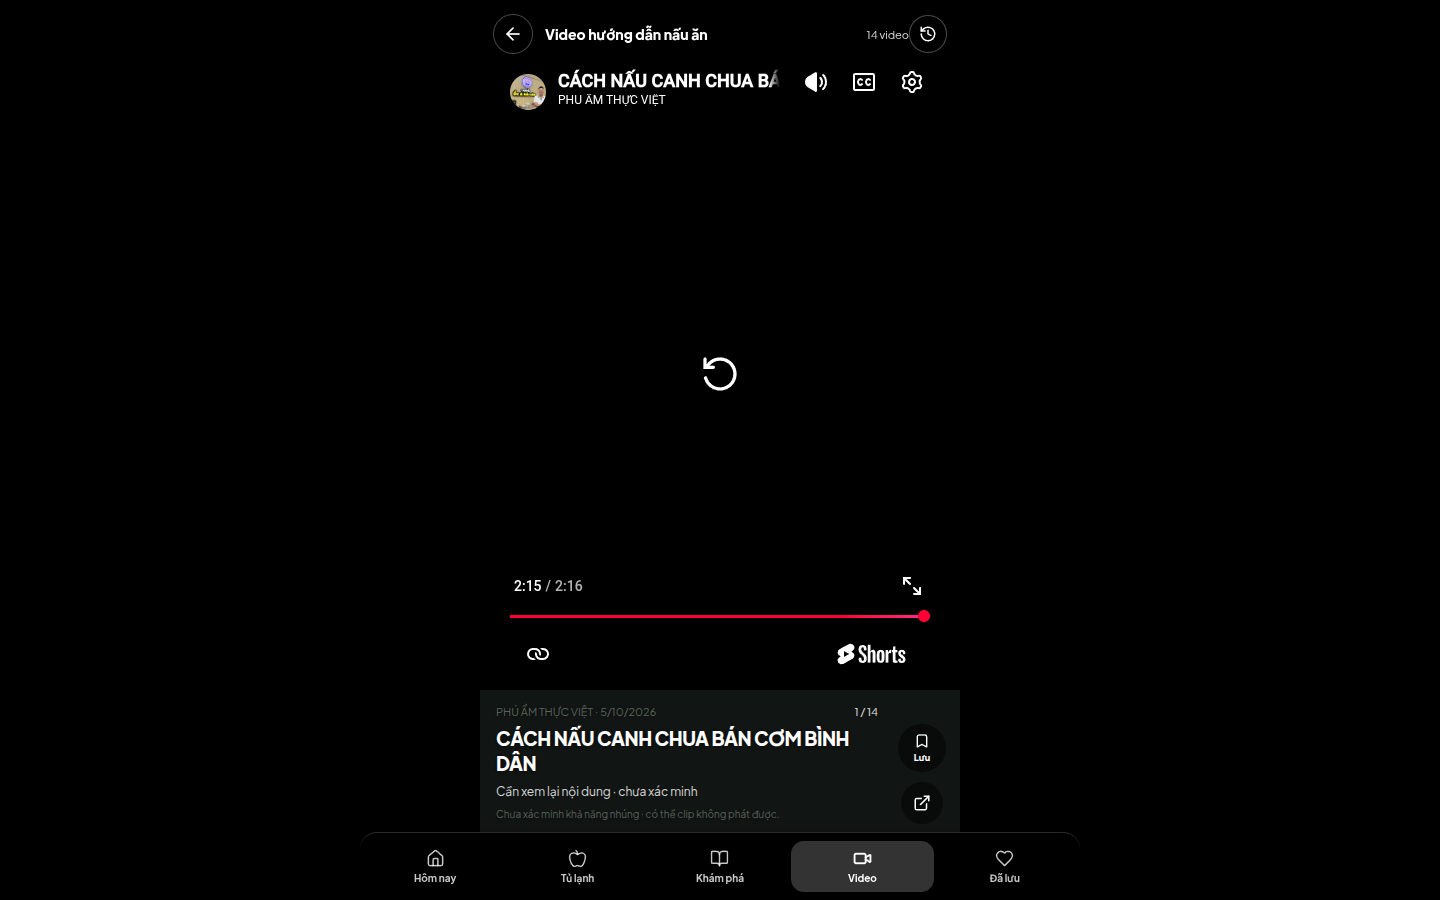 Video hướng dẫn nấu ăn
14 video
CÁCH NẤU CANH CHUA BÁ
PHU ÂM THỰC VIỆT
CC
2:15 / 2:16
Shorts
PHÚ ẨM THỰC VIỆT · 5/10/2026
1 / 14
CÁCH NẤU CANH CHUA BÁN CƠM BÌNH
DÂN
Lưu
Cần xem lại nội dung · chưa xác minh
Chưa xác minh khả năng nhúng · có thể clip không phát được.
Hôm nay
Tủ lạnh
Khám phá
Video
Đã lưu